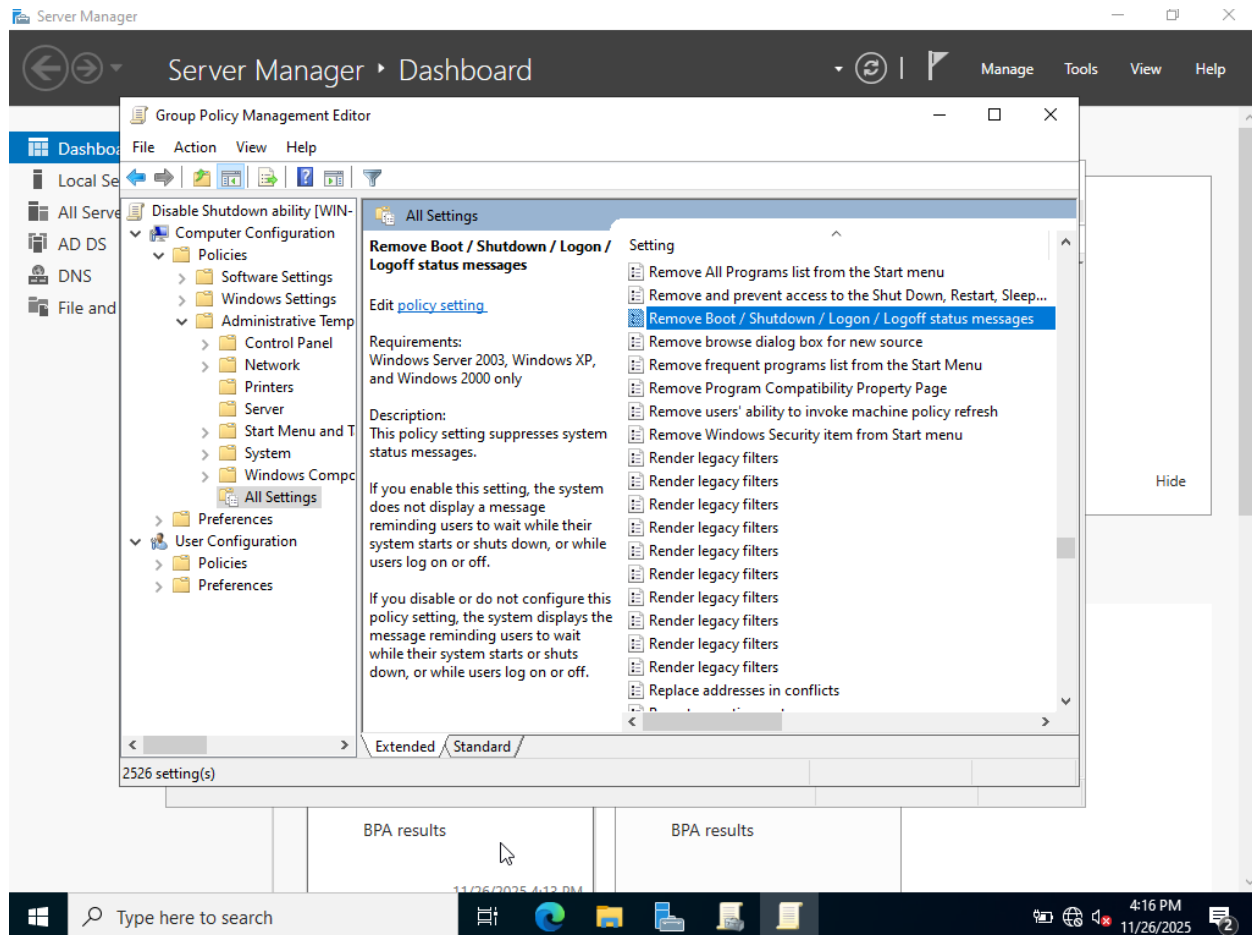 Server Manager
Server Manager • Dashboard
Manage Tools View Help
Group Policy Management Editor
File Action View Help
Dashboa
Local Se
All Serve
AD DS
DNS
File and
Disable Shutdown ability [WIN-
Computer Configuration
Policies
Software Settings
Windows Settings
Administrative Temp
Control Panel
Network
Printers
Server
Start Menu and T
System
Windows Compo
All Settings
Preferences
User Configuration
Policies
Preferences
All Settings
Remove Boot / Shutdown / Logon /
Logoff status messages
Edit policy setting
Requirements:
Windows Server 2003, Windows XP,
and Windows 2000 only
Description:
This policy setting suppresses system
status messages.
If you enable this setting, the system
does not display a message
reminding users to wait while their
system starts or shuts down, or while
users log on or off.
If you disable or do not configure this
policy setting, the system displays the
message reminding users to wait
while their system starts or shuts
down, or while users log on or off.
Setting
Remove All Programs list from the Start menu
Remove and prevent access to the Shut Down, Restart, Sleep...
Remove Boot / Shutdown / Logon / Logoff status messages
Remove browse dialog box for new source
Remove frequent programs list from the Start Menu
Remove Program Compatibility Property Page
Remove users' ability to invoke machine policy refresh
Remove Windows Security item from Start menu
Render legacy filters
Render legacy filters
Render legacy filters
Render legacy filters
Render legacy filters
Render legacy filters
Render legacy filters
Render legacy filters
Render legacy filters
Render legacy filters
Replace addresses in conflicts
Extended Standard
2526 setting(s)
Hide
BPA results
BPA results
11/26/2025 4:13 PM
Type here to search
4:16 PM
11/26/2025
2